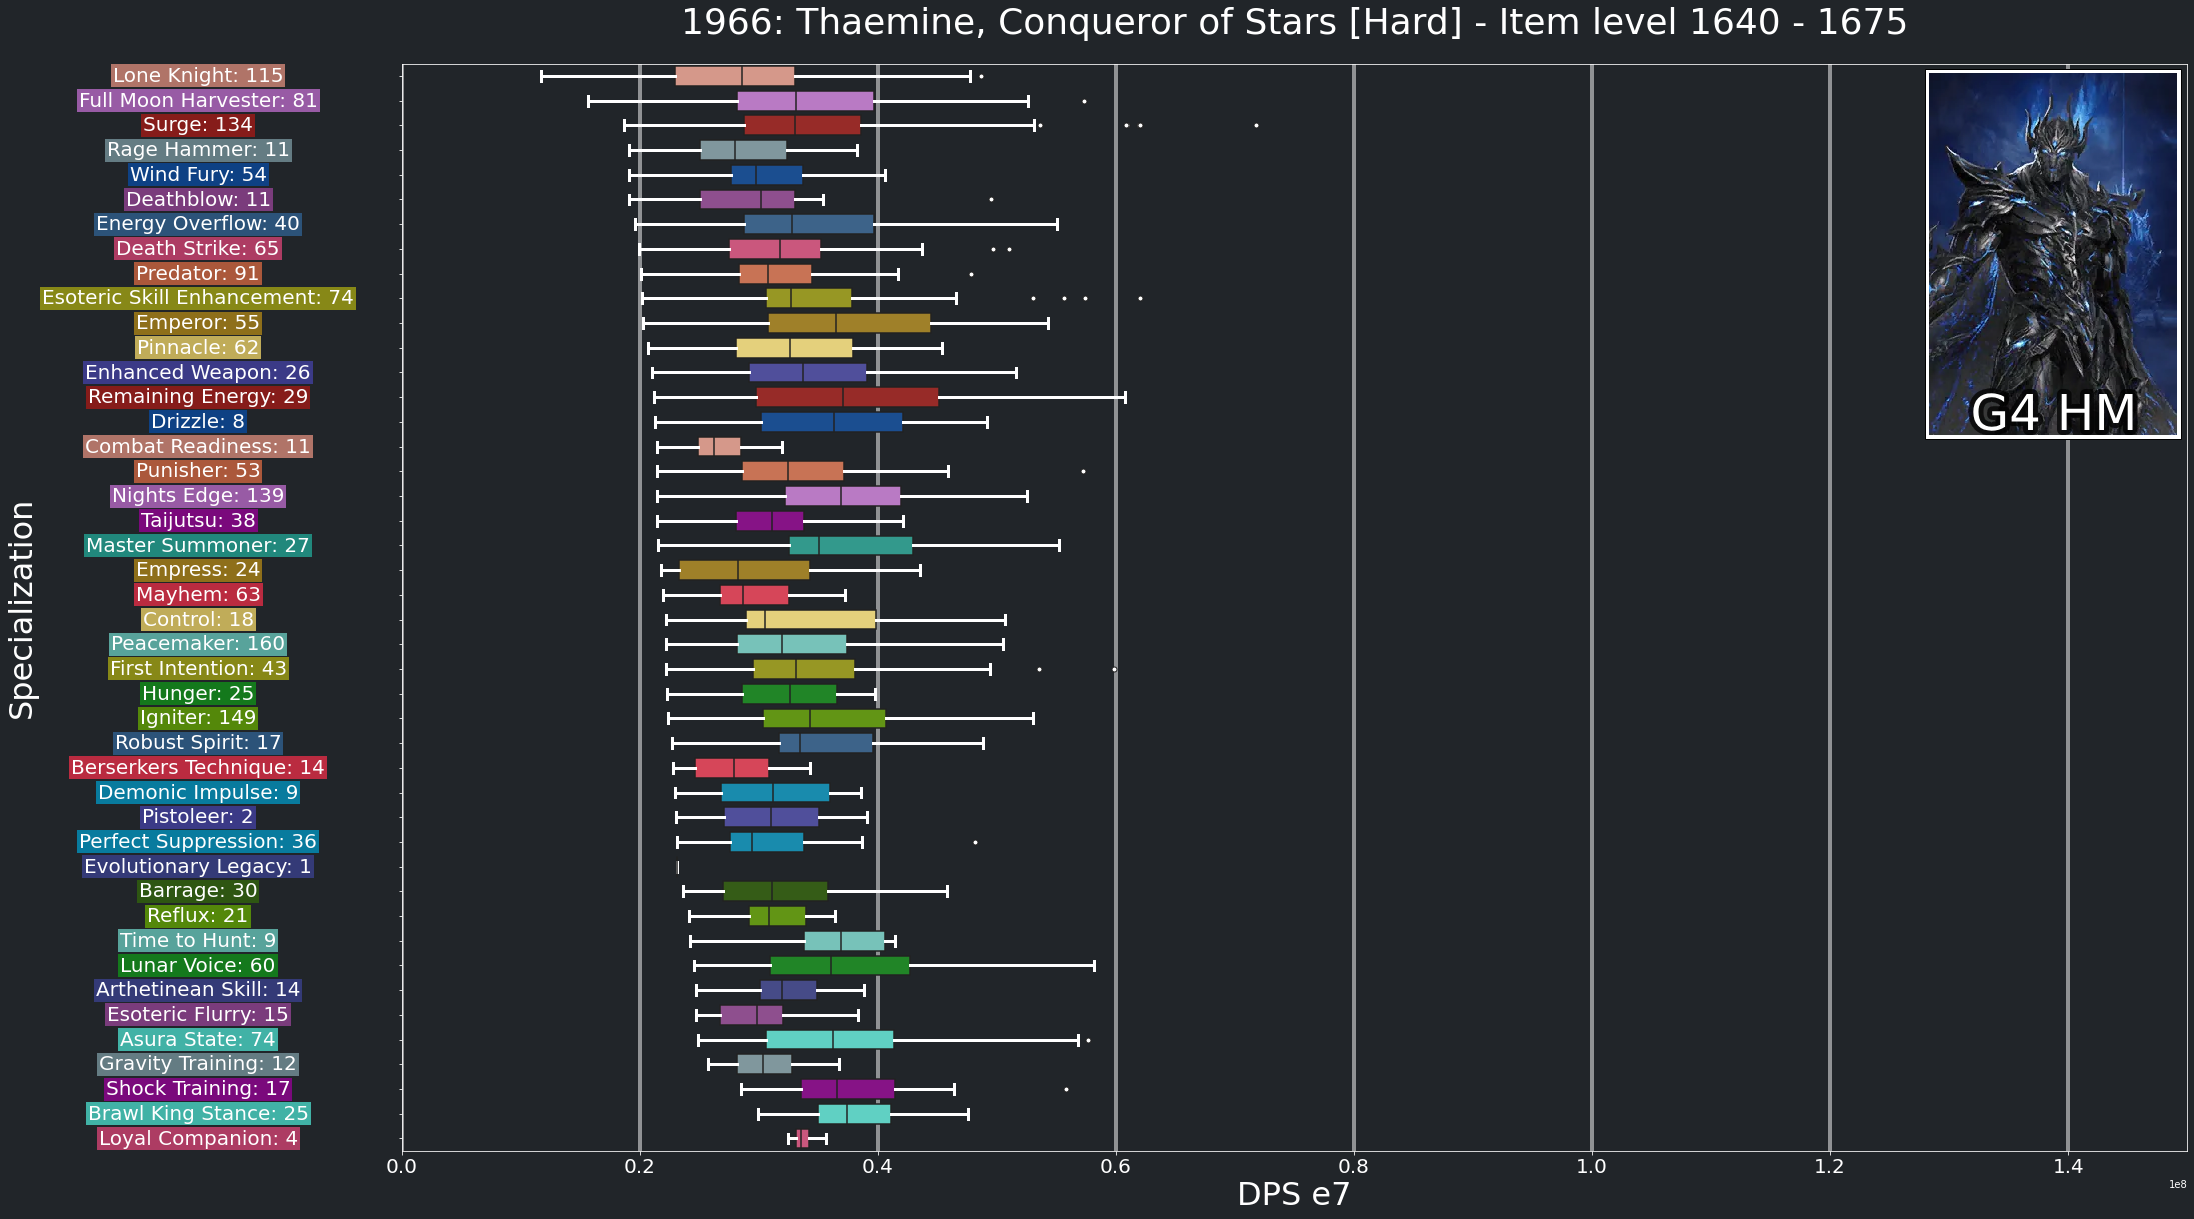 1966: Thaemine, Conqueror of Stars [Hard] - Item level 1640 - 1675
Lone Knight: 115
Full Moon Harvester: 81
Surge: 134
Rage Hammer: 11
Wind Fury: 54
Deathblow: 11
Energy Overflow: 40
Death Strike: 65
Predator: 91
Esoteric Skill Enhancement: 74
Emperor: 55
Pinnacle: 62
Enhanced Weapon: 26
Remaining Energy: 29
Drizzle: 8
Combat Readiness: 11
Punisher: 53
Nights Edge: 139
Taijutsu: 38
Master Summoner: 27
Empress: 24
Mayhem: 63
Control: 18
Peacemaker: 160
First Intention: 43
Hunger: 25
Igniter: 149
Robust Spirit: 17
Berserkers Technique: 14
Demonic Impulse: 9
Pistoleer: 2
Perfect Suppression: 36
Evolutionary Legacy: 1
Barrage: 30
Reflux: 21
Time to Hunt: 9
Lunar Voice: 60
Arthetinean Skill: 14
Esoteric Flurry: 15
Asura State: 74
Gravity Training: 12
Shock Training: 17
Brawl King Stance: 25
Loyal Companion: 4
Specialization
G4 HM
0.0 0.2 0.4 0.6 0.8 1.0 1.2 1.4
DPS e7
1e8